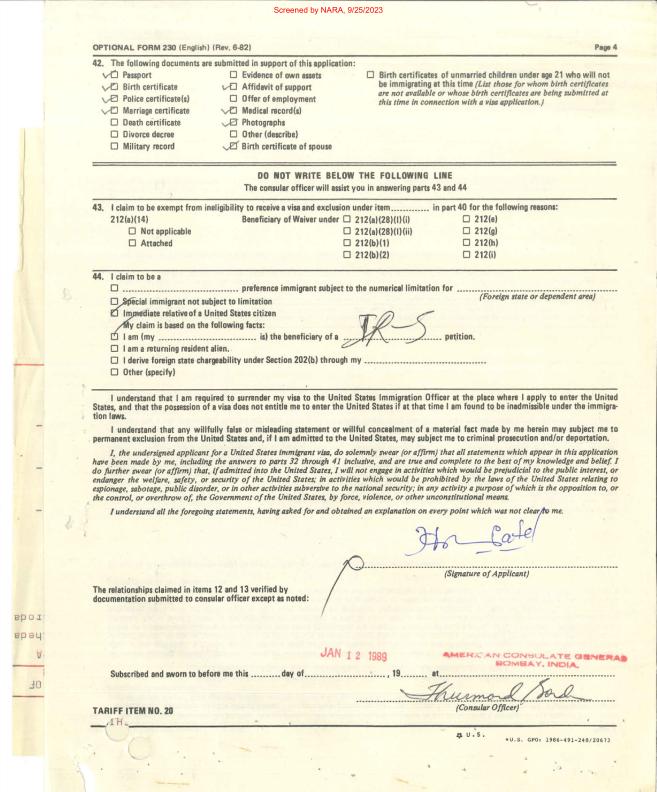 Screened by NARA, 9/25/2023
OPTIONAL FORM 230 (English) (Rev. 6-82) Page 4
42. The following documents are submitted in support of this application:
Passport
Birth certificate
Police certificate(s)
Marriage certificate
Death certificate
Divorce decree
Military record
Evidence of own assets
Affidavit of support
Offer of employment
Medical record(s)
Photographs
Other (describe)
Birth certificate of spouse
Birth certificates of unmarried children under age 21 who will not
be immigrating at this time (List those for whom birth certificates
are not available or whose birth certificates are being submitted at
this time in connection with a visa application.)
DO NOT WRITE BELOW THE FOLLOWING LINE
The consular officer will assist you in answering parts 43 and 44
43. I claim to be exempt from ineligibility to receive a visa and exclusion under item............ in part 40 for the following reasons:
212(a)(14) Beneficiary of Waiver under 212(a)(28)(I)(i) 212(e)
Not applicable 212(a)(28)(I)(ii) 212(g)
Attached 212(b)(1) 212(h)
212(b)(2) 212(i)
44. I claim to be a
preference immigrant subject to the numerical limitation for
(Foreign state or dependent area)
Special immigrant not subject to limitation
Immediate relative of a United States citizen
My claim is based on the following facts:
I am (my ................ is) the beneficiary of a IR-5 petition.
I am a returning resident alien.
I derive foreign state chargeability under Section 202(b) through my
Other (specify)
I understand that I am required to surrender my visa to the United States Immigration Officer at the place where I apply to enter the United
States, and that the possession of a visa does not entitle me to enter the United States if at that time I am found to be inadmissible under the immigra-
tion laws.
I understand that any willfully false or misleading statement or willful concealment of a material fact made by me herein may subject me to
permanent exclusion from the United States and, if I am admitted to the United States, may subject me to criminal prosecution and/or deportation.
I, the undersigned applicant for a United States immigrant visa, do solemnly swear (or affirm) that all statements which appear in this application
have been made by me, including the answers to parts 32 through 41 inclusive, and are true and complete to the best of my knowledge and belief. I
do further swear (or affirm) that, if admitted into the United States, I will not engage in activities which would be prejudicial to the public interest, or
endanger the welfare, safety, or security of the United States; in activities which would be prohibited by the laws of the United States relating to
espionage, sabotage, public disorder, or in other activities subversive to the national security; in any activity a purpose of which is the opposition to, or
the control, or overthrow of, the Government of the United States, by force, violence, or other unconstitutional means.
I understand all the foregoing statements, having asked for and obtained an explanation on every point which was not clear to me.
(Signature of Applicant)
The relationships claimed in items 12 and 13 verified by
documentation submitted to consular officer except as noted:
JAN 12 1989 AMERICAN CONSULATE GENERAL
BOMBAY, INDIA
Subscribed and sworn to before me this ..........day of..........................., 19........ at
(Consular Officer)
TARIFF ITEM NO. 20
U.S. *U.S. GPO: 1986-491-248/20673